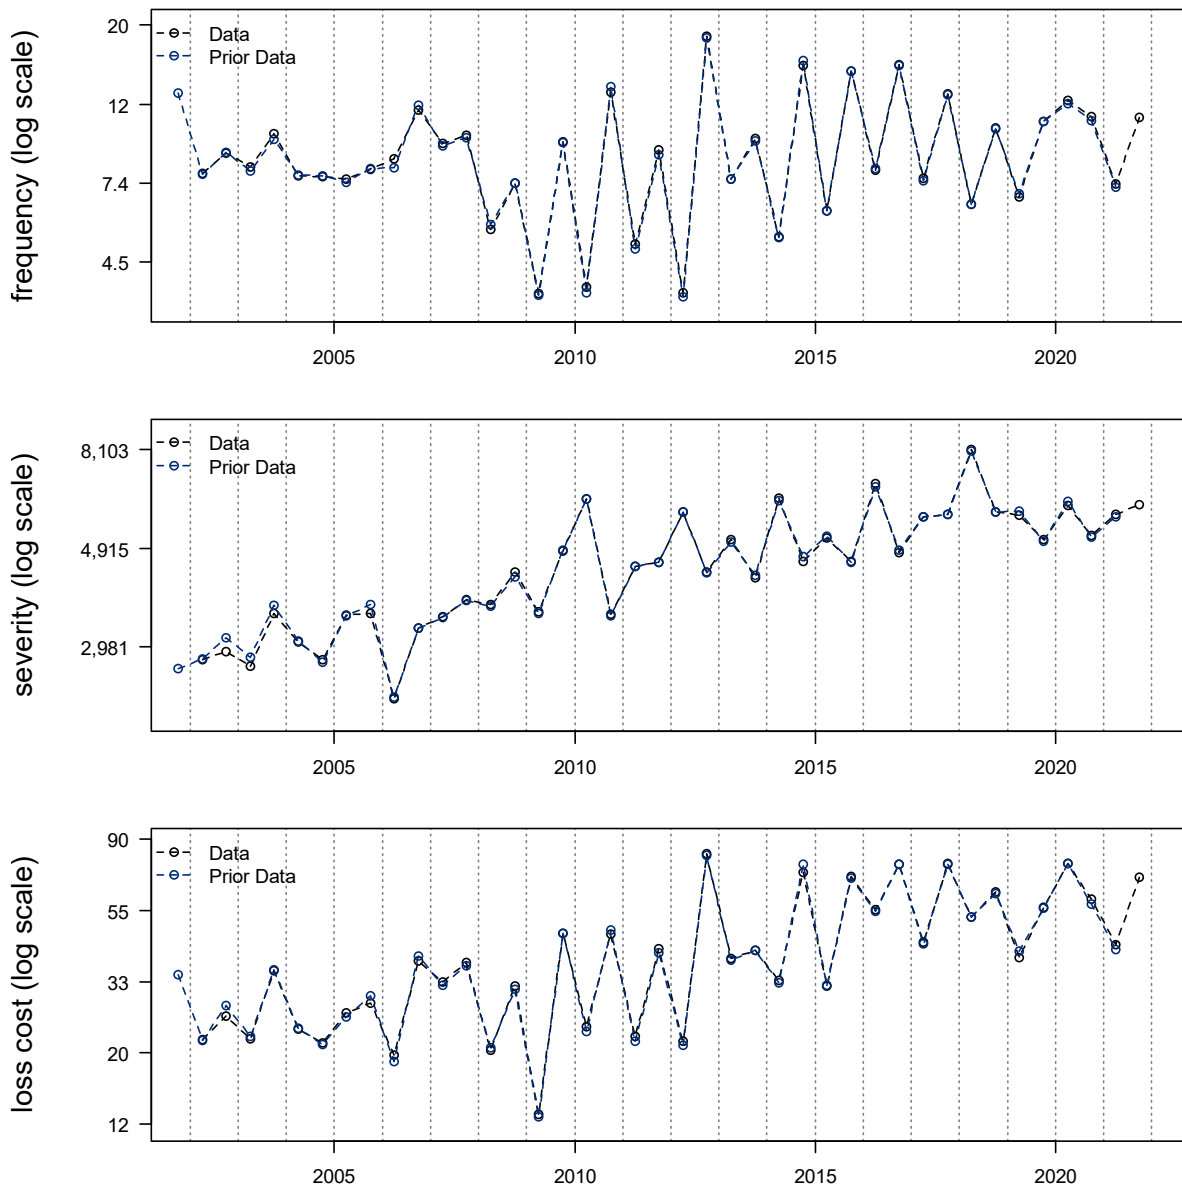 frequency (log scale)
20
12
7.4
4.5
Data
Prior Data
2005
2010
2015
2020
severity (log scale)
8,103
4,915
2,981
Data
Prior Data
2005
2010
2015
2020
loss cost (log scale)
90
55
33
20
12
Data
Prior Data
2005
2010
2015
2020